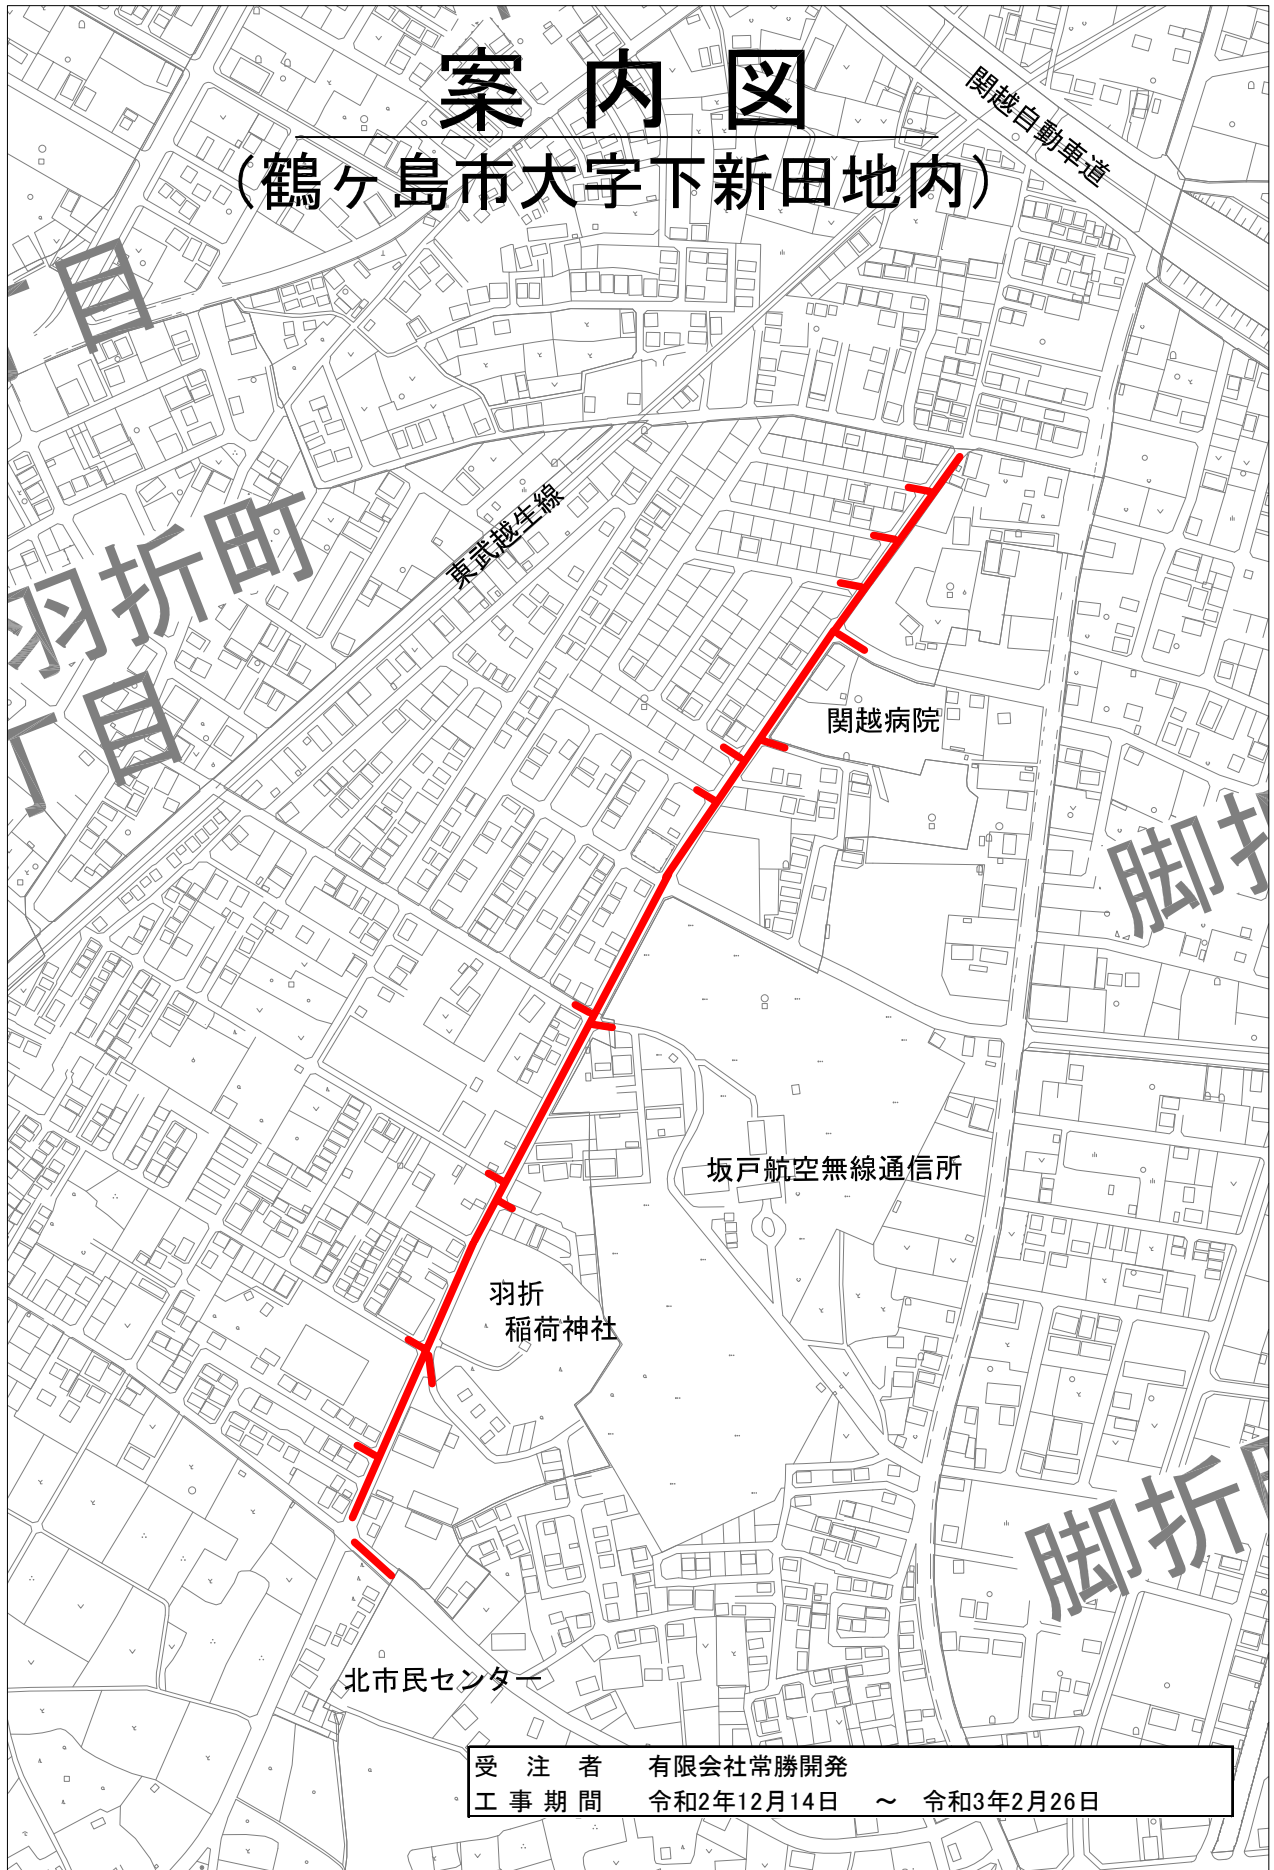 案内図
（鶴ヶ島市大字下新田地内）
関越自動車道
丁目
東武越生線
羽折町
丁目
関越病院
脚折
坂戸航空無線通信所
羽折
稲荷神社
脚折町
北市民センター
受注者 有限会社常勝開発
工事期間 令和2年12月14日 ～ 令和3年2月26日